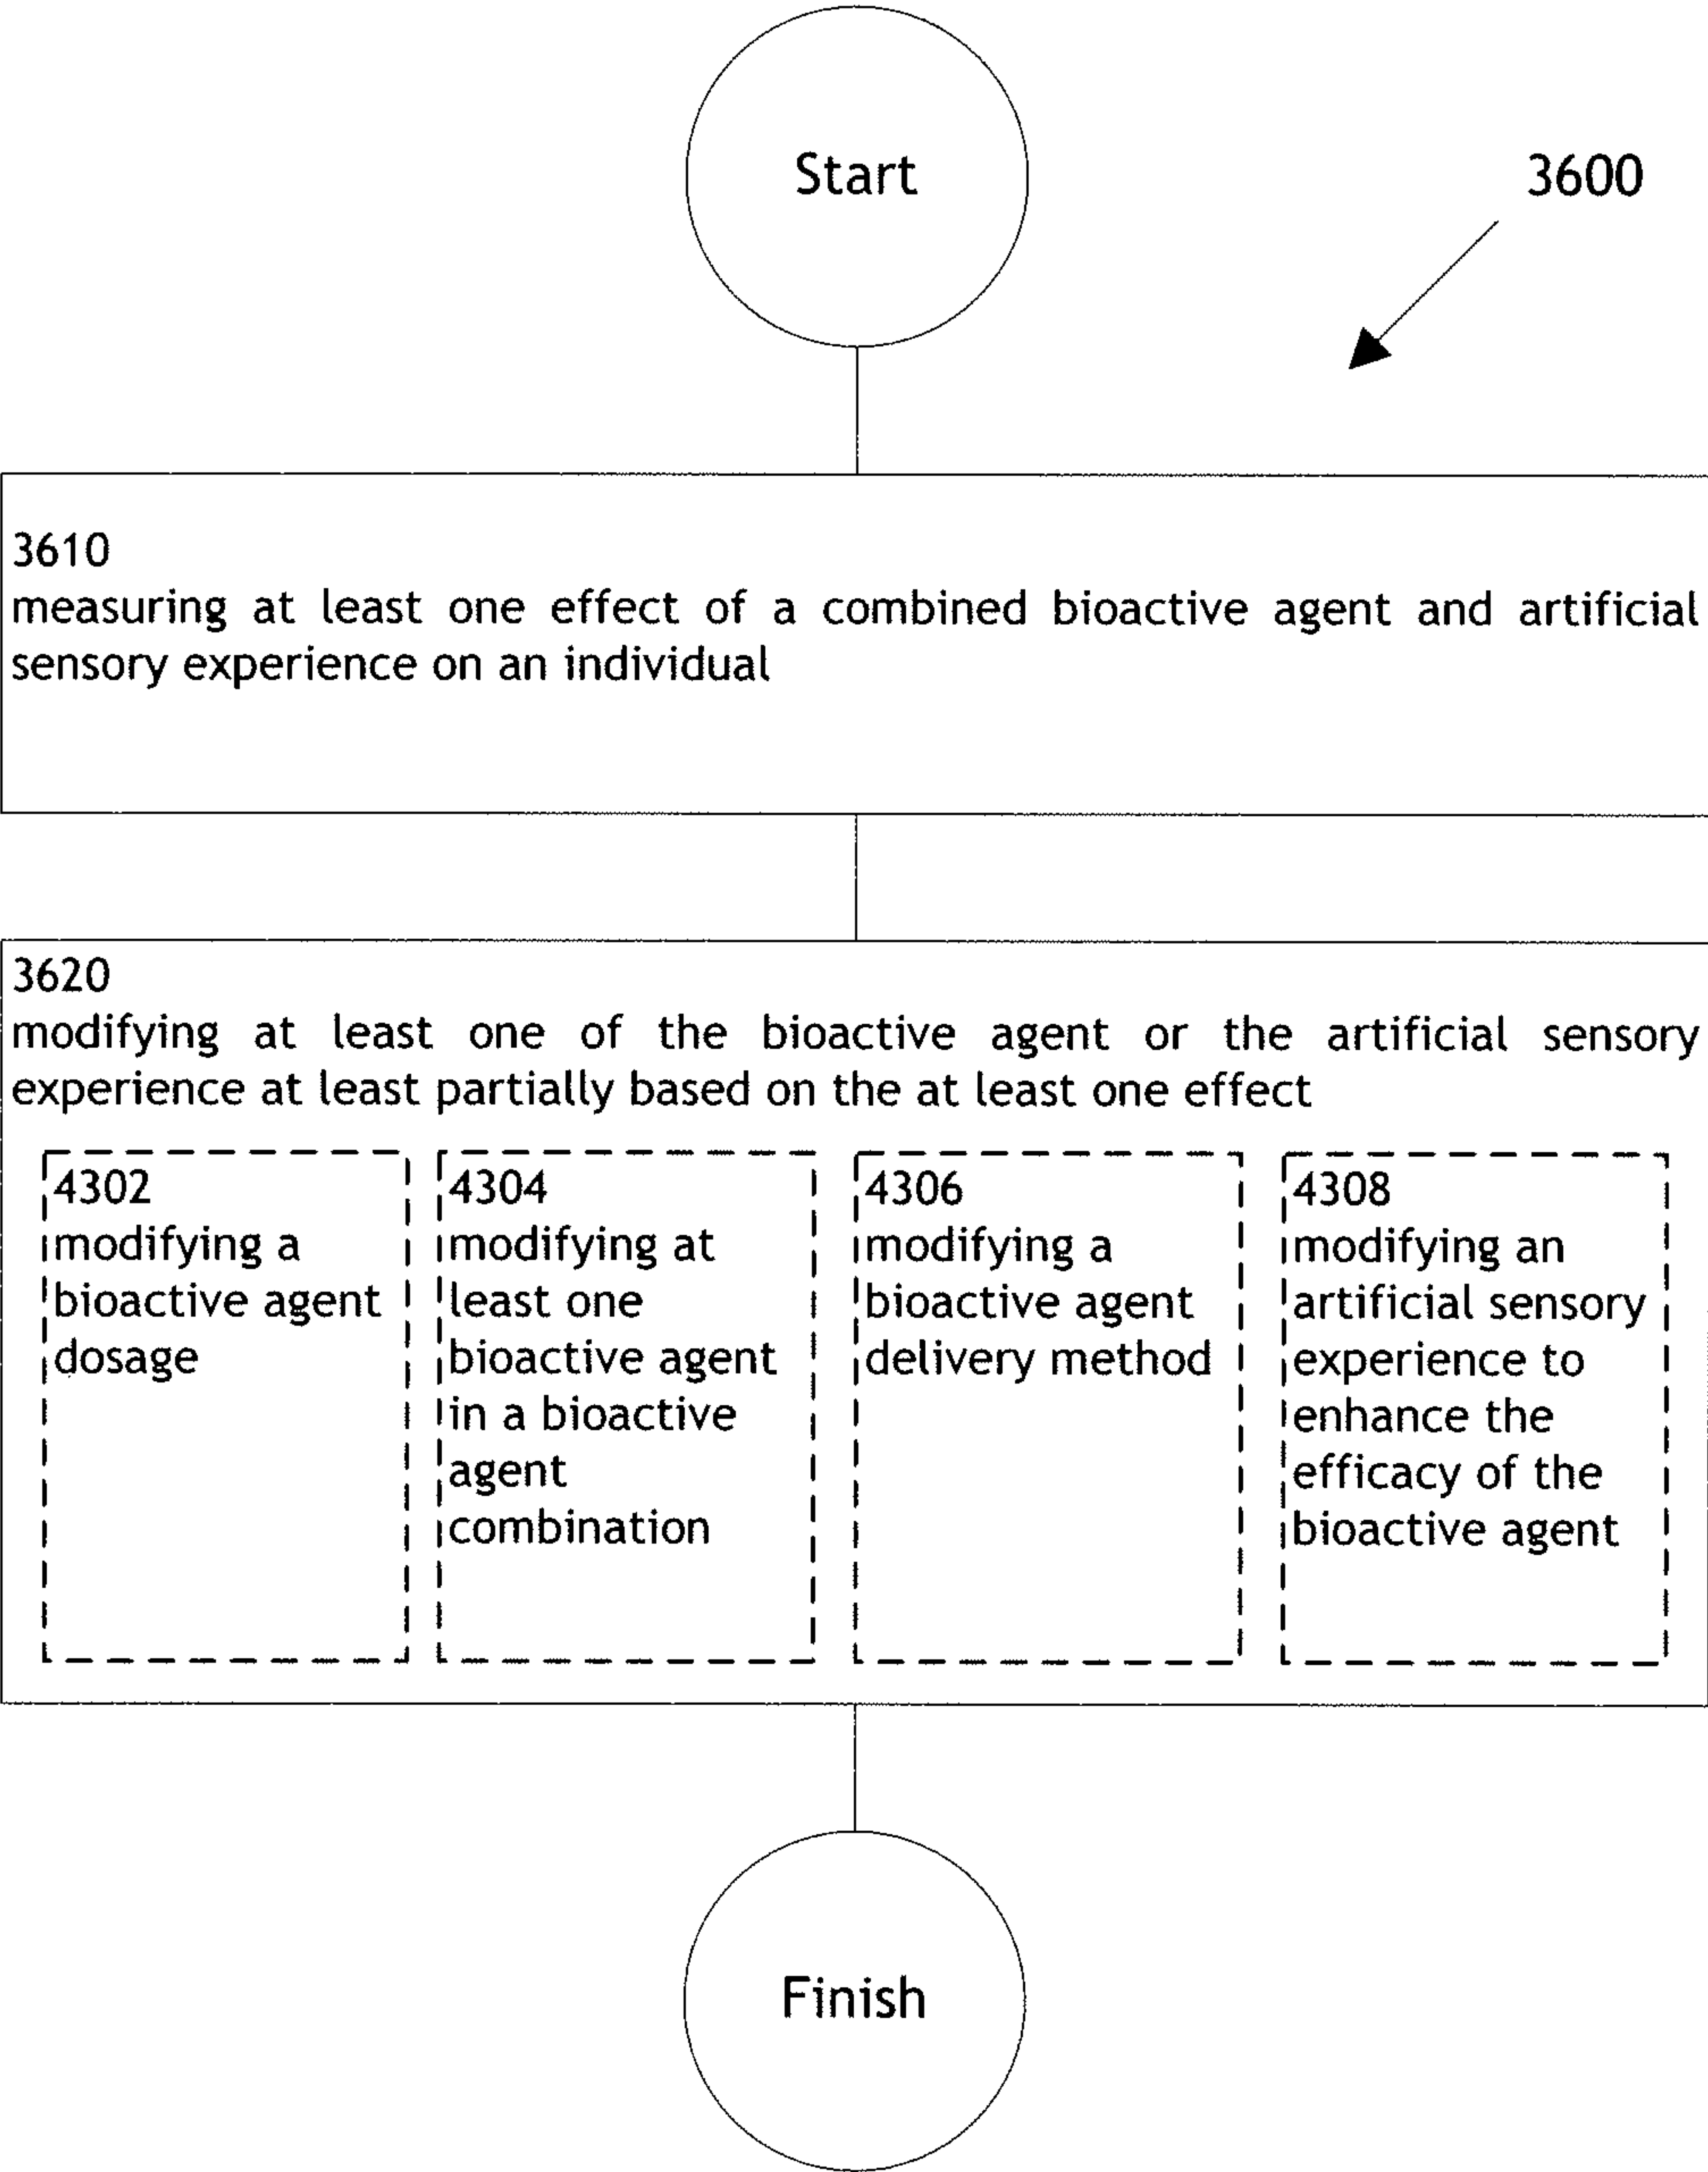 Start
3600
3610
measuring at least one effect of a combined bioactive agent and artificial
sensory experience on an individual
3620
modifying at least one of the bioactive agent or the artificial sensory
experience at least partially based on the at least one effect
4302
modifying a
bioactive agent
dosage
4304
modifying at
least one
bioactive agent
in a bioactive
agent
combination
4306
modifying a
bioactive agent
delivery method
4308
modifying an
artificial sensory
experience to
enhance the
efficacy of the
bioactive agent
Finish